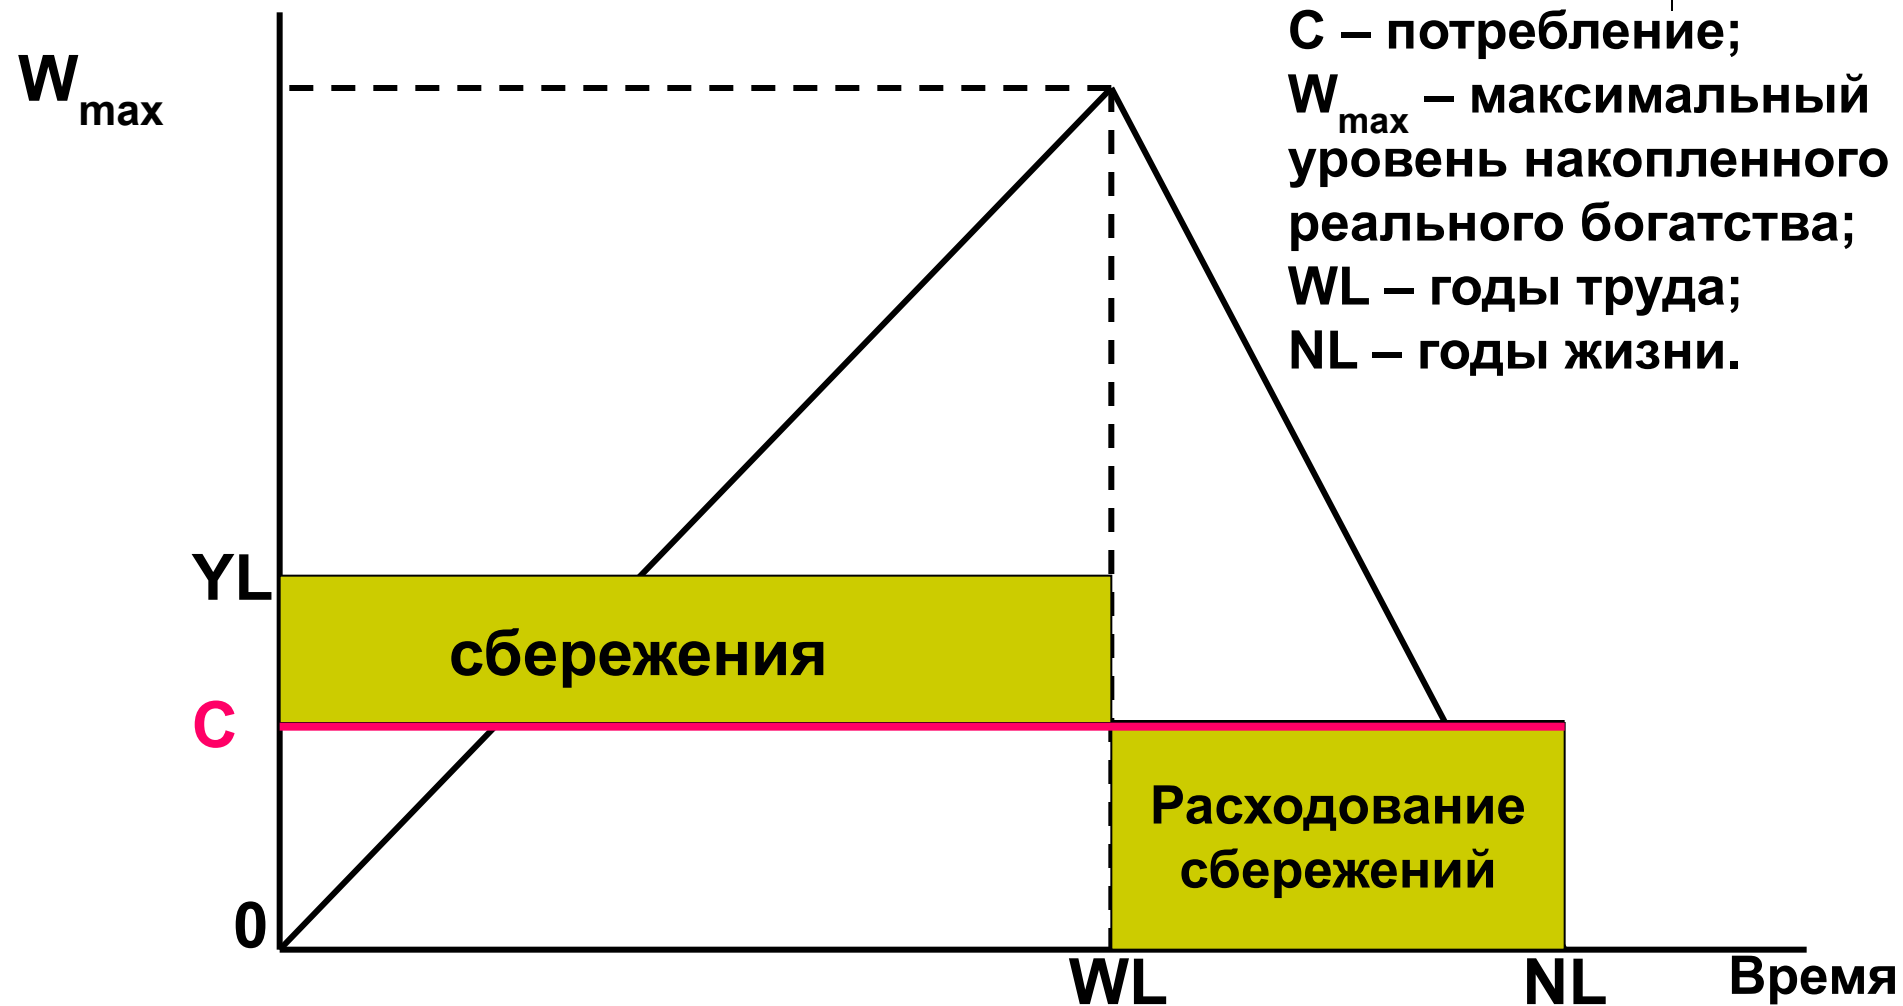 C – потребление;
Wmax – максимальный
уровень накопленного
реального богатства;
WL – годы труда;
NL – годы жизни.
Wmax
YL
сбережения
C
Расходование
сбережений
0
WL
NL
Время